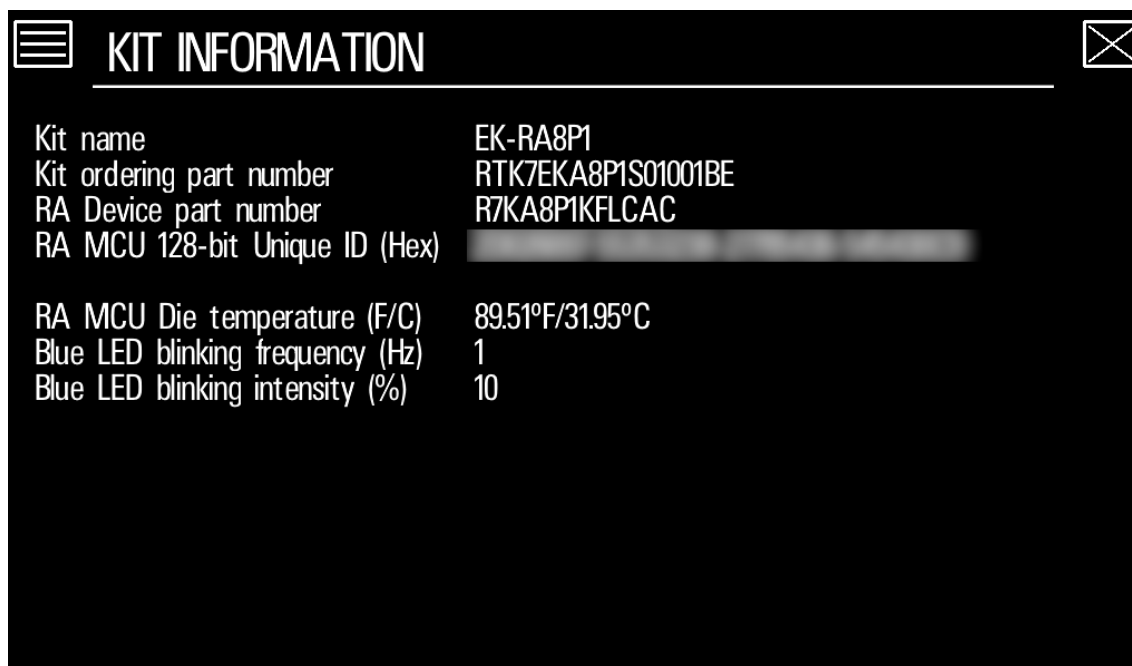 KIT INFORMATION
Kit name EK-RA8P1
Kit ordering part number RTK7EKA8P1S01001BE
RA Device part number R7KA8P1KFLCAC
RA MCU 128-bit Unique ID (Hex)
RA MCU Die temperature (F/C) 89.51ºF/31.95ºC
Blue LED blinking frequency (Hz) 1
Blue LED blinking intensity (%) 10